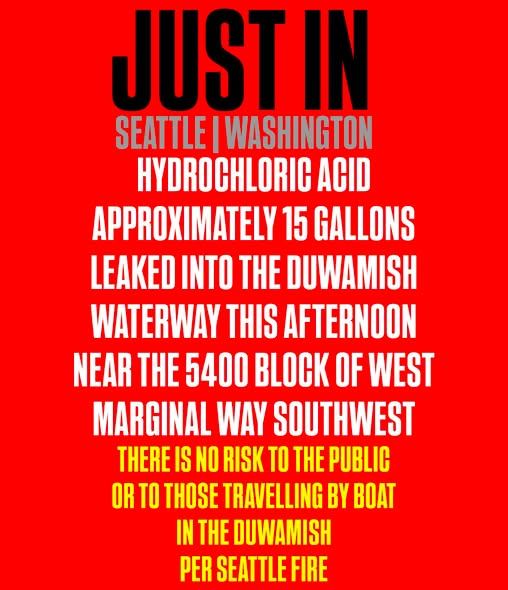 JUST IN
SEATTLE | WASHINGTON
HYDROCHLORIC ACID
APPROXIMATELY 15 GALLONS
LEAKED INTO THE DUWAMISH
WATERWAY THIS AFTERNOON
NEAR THE 5400 BLOCK OF WEST
MARGINAL WAY SOUTHWEST
THERE IS NO RISK TO THE PUBLIC
OR TO THOSE TRAVELLING BY BOAT
IN THE DUWAMISH
PER SEATTLE FIRE